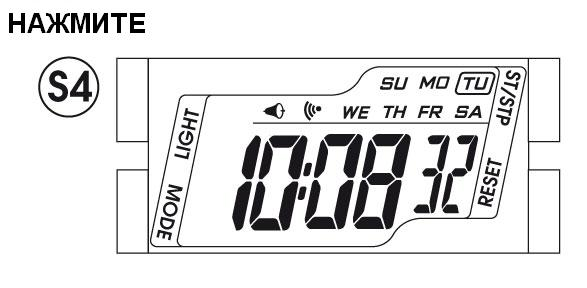 НАЖМИТЕ
S4
SU MO TU
WE TH FR SA
10:08 32
LIGHT
MODE
ST/STP
RESET